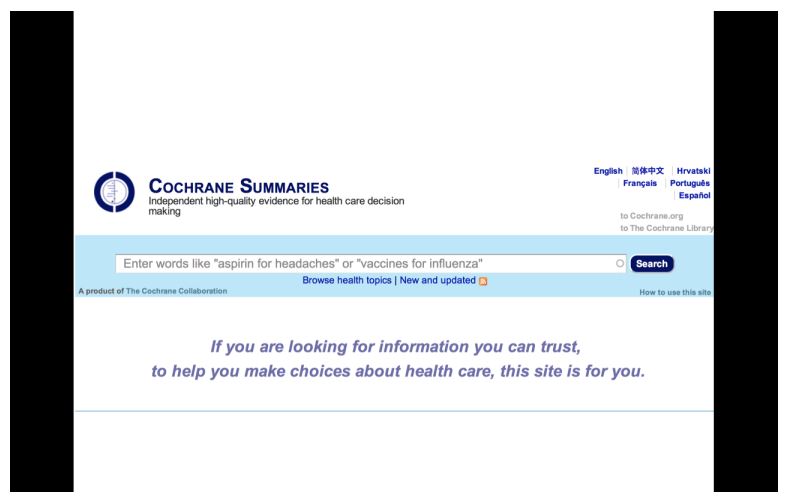 English | 简体中文 | Hrvatski
| Français | Português
| Español
COCHRANE SUMMARIES
Independent high-quality evidence for health care decision
making
to Cochrane.org
to The Cochrane Library
Enter words like "aspirin for headaches" or "vaccines for influenza"
Search
Browse health topics | New and updated
A product of The Cochrane Collaboration
How to use this site
If you are looking for information you can trust,
to help you make choices about health care, this site is for you.